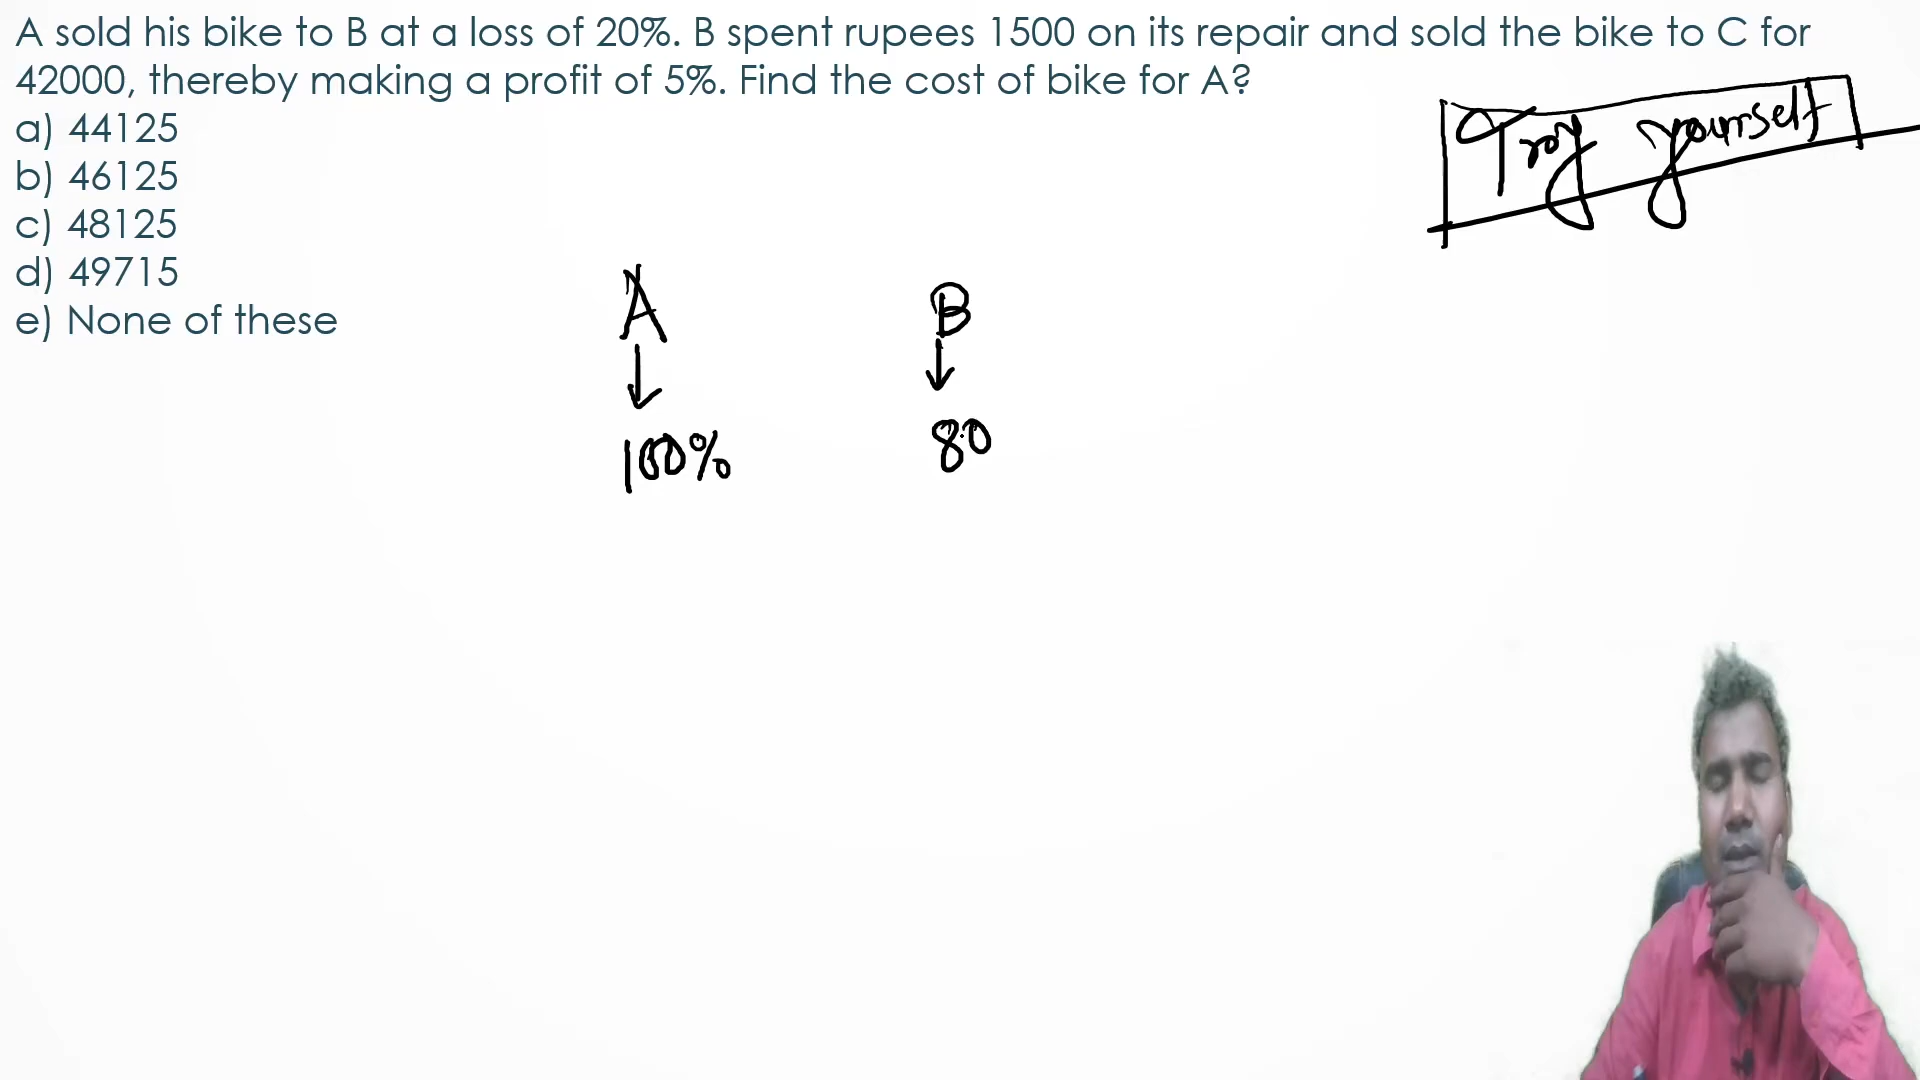 A sold his bike to B at a loss of 20%. B spent rupees 1500 on its repair and sold the bike to C for
42000, thereby making a profit of 5%. Find the cost of bike for A?
a) 44125
b) 46125
c) 48125
d) 49715
e) None of these
Try yourself
A B
100% 80